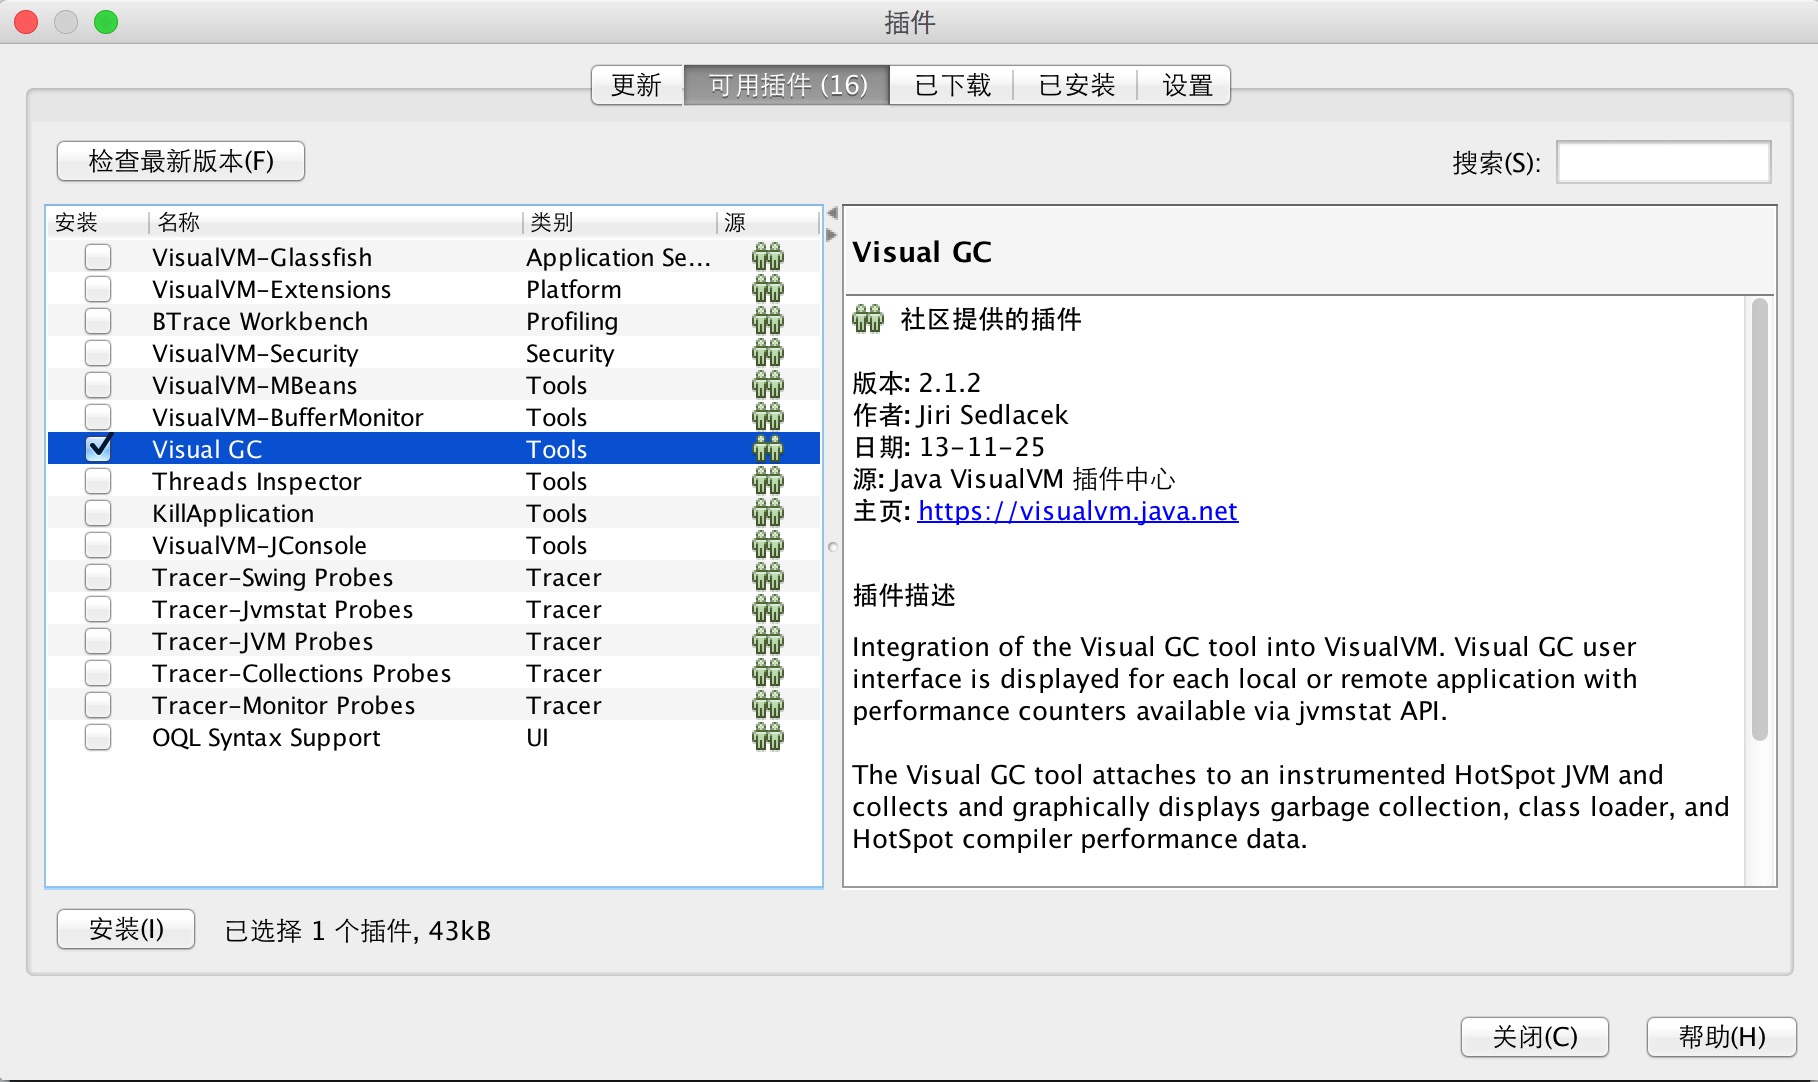 插件
更新 可用插件 (16) 已下载 已安装 设置
检查最新版本(F) 搜索(S):
安装 名称 类别 源
VisualVM-Glassfish Application Se...
VisualVM-Extensions Platform
BTrace Workbench Profiling
VisualVM-Security Security
VisualVM-MBeans Tools
VisualVM-BufferMonitor Tools
Visual GC Tools
Threads Inspector Tools
KillApplication Tools
VisualVM-JConsole Tools
Tracer-Swing Probes Tracer
Tracer-Jvmstat Probes Tracer
Tracer-JVM Probes Tracer
Tracer-Collections Probes Tracer
Tracer-Monitor Probes Tracer
OQL Syntax Support UI
Visual GC
社区提供的插件
版本: 2.1.2
作者: Jiri Sedlacek
日期: 13-11-25
源: Java VisualVM 插件中心
主页: https://visualvm.java.net
插件描述
Integration of the Visual GC tool into VisualVM. Visual GC user
interface is displayed for each local or remote application with
performance counters available via jvmstat API.
The Visual GC tool attaches to an instrumented HotSpot JVM and
collects and graphically displays garbage collection, class loader, and
HotSpot compiler performance data.
安装(I) 已选择 1 个插件, 43kB
关闭(C) 帮助(H)